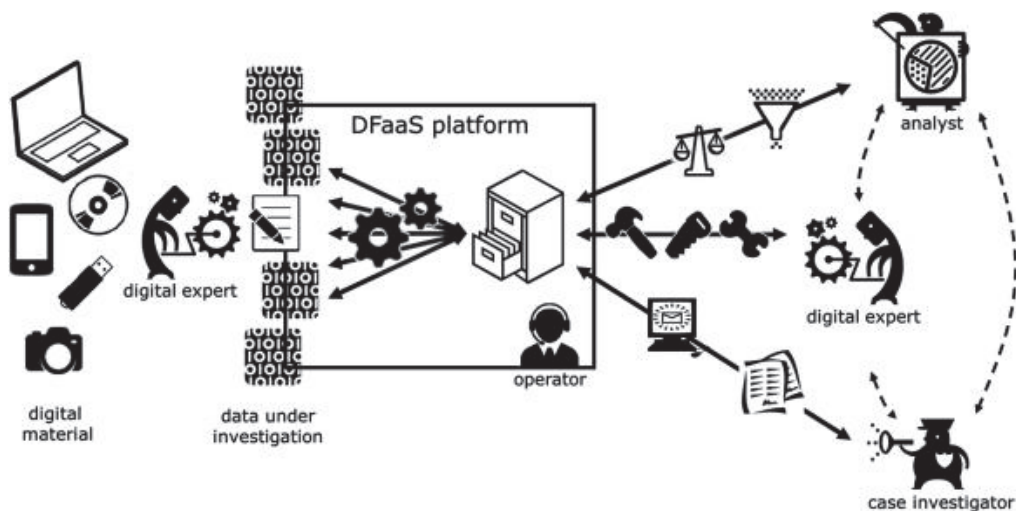 DFaaS platform
analyst
digital expert
digital expert
operator
digital
material
data under
investigation
case investigator